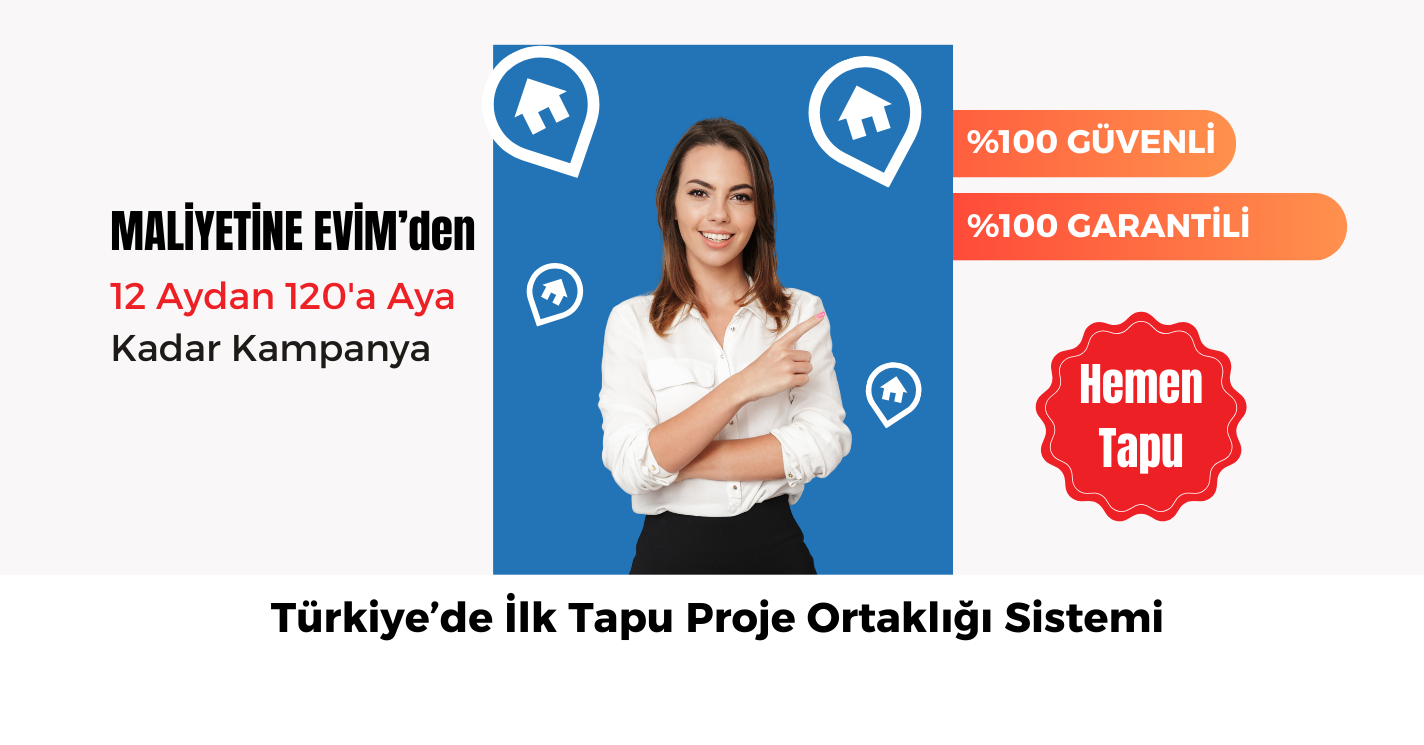 MALİYETİNE EVİM’den
12 Aydan 120'a Aya
Kadar Kampanya
%100 GÜVENLİ
%100 GARANTİLİ
Hemen
Tapu
Türkiye’de İlk Tapu Proje Ortaklığı Sistemi